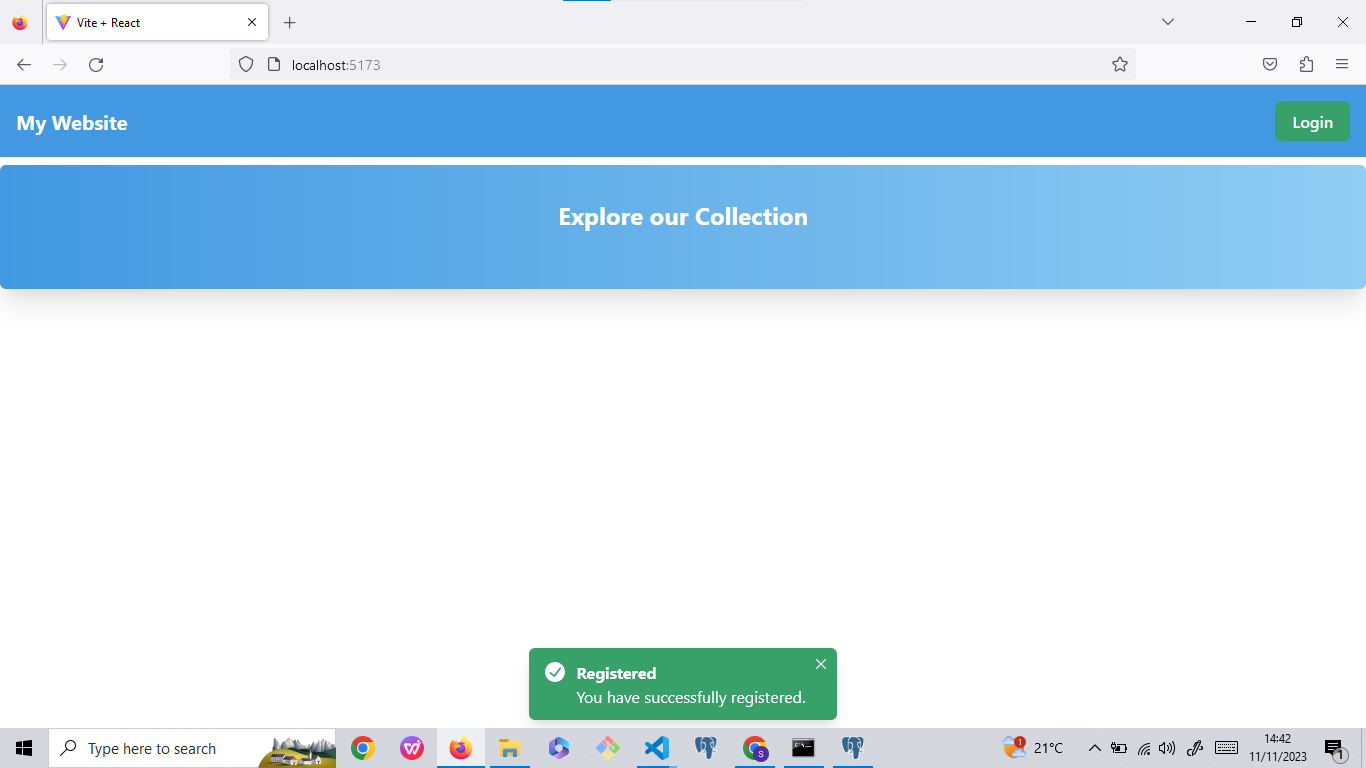 Vite + React
localhost:5173
My Website
Login
Explore our Collection
Registered
You have successfully registered.
Type here to search
S
1
21°C
14:42
11/11/2023
1